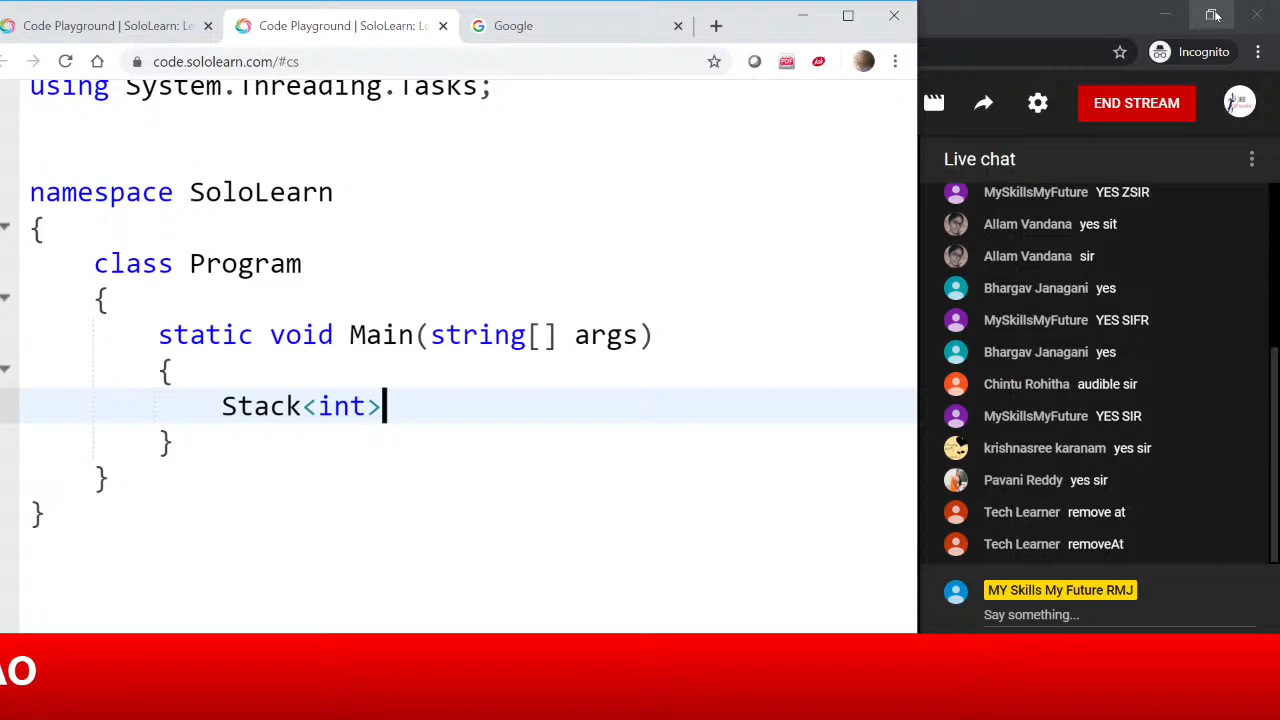 Code Playground | SoloLearn: Le
Code Playground | SoloLearn: Le
Google
code.sololearn.com/#cs
PDF
Ask
Incognito
using System.Threading.Tasks;
namespace SoloLearn
{
class Program
{
static void Main(string[] args)
{
Stack<int>
}
}
}
END STREAM
Live chat
MySkillsMyFuture YES ZSIR
Allam Vandana yes sit
Allam Vandana sir
Bhargav Janagani yes
MySkillsMyFuture YES SIFR
Bhargav Janagani yes
Chintu Rohitha audible sir
MySkillsMyFuture YES SIR
krishnasree karanam yes sir
Pavani Reddy yes sir
Tech Learner remove at
Tech Learner removeAt
MY Skills My Future RMJ
Say something...
AO